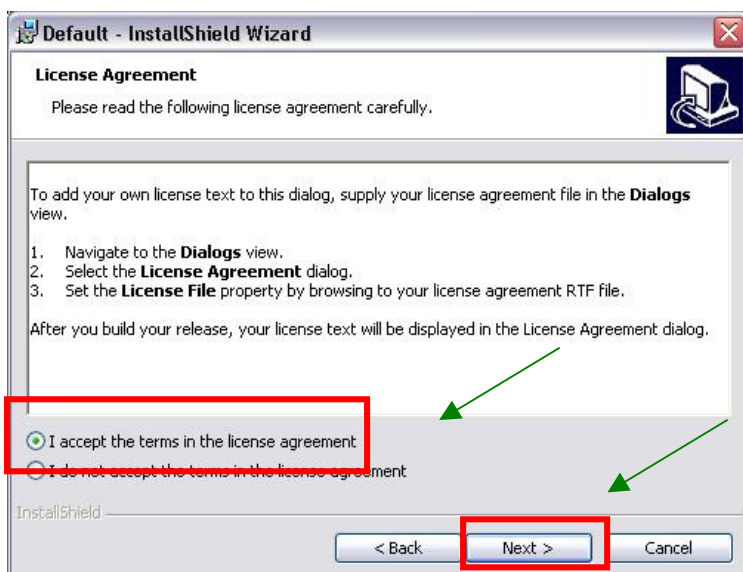 Default - InstallShield Wizard
License Agreement
Please read the following license agreement carefully.
To add your own license text to this dialog, supply your license agreement file in the Dialogs
view.
1. Navigate to the Dialogs view.
2. Select the License Agreement dialog.
3. Set the License File property by browsing to your license agreement RTF file.
After you build your release, your license text will be displayed in the License Agreement dialog.
I accept the terms in the license agreement
I do not accept the terms in the license agreement
InstallShield
< Back
Next >
Cancel